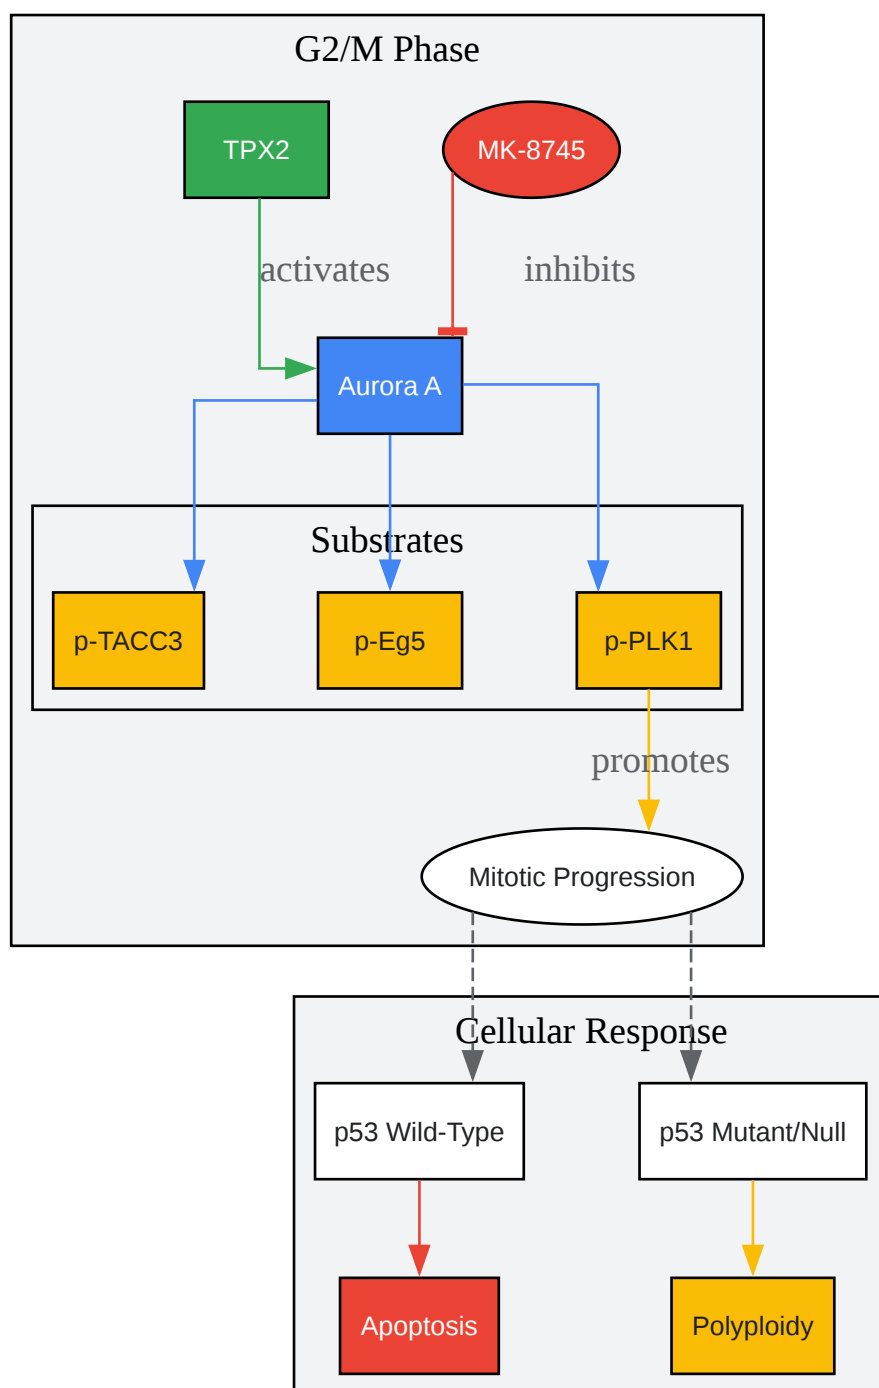 G2/M Phase
TPX2
MK-8745
activates
inhibits
Aurora A
Substrates
p-TACC3
p-Eg5
p-PLK1
promotes
Mitotic Progression
Cellular Response
p53 Wild-Type
p53 Mutant/Null
Apoptosis
Polyploidy